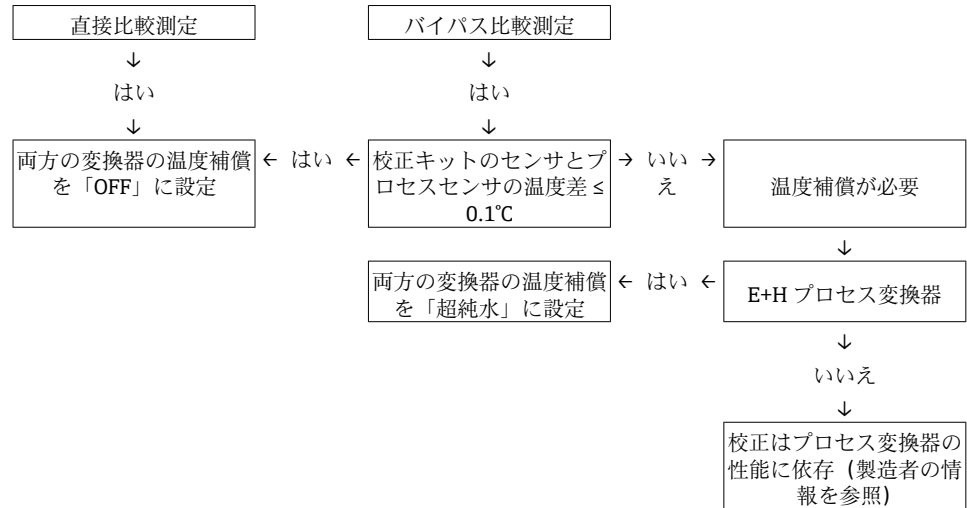 直接比較測定
バイパス比較測定
↓
↓
はい
はい
↓
↓
両方の変換器の温度補償
を「OFF」に設定
← はい ←
校正キットのセンサとプ
ロセスセンサの温度差 ≤
0.1℃
→ いい →
え
温度補償が必要
↓
両方の変換器の温度補償
を「超純水」に設定
← はい ←
E+H プロセス変換器
↓
いいえ
↓
校正はプロセス変換器の
性能に依存（製造者の情
報を参照）